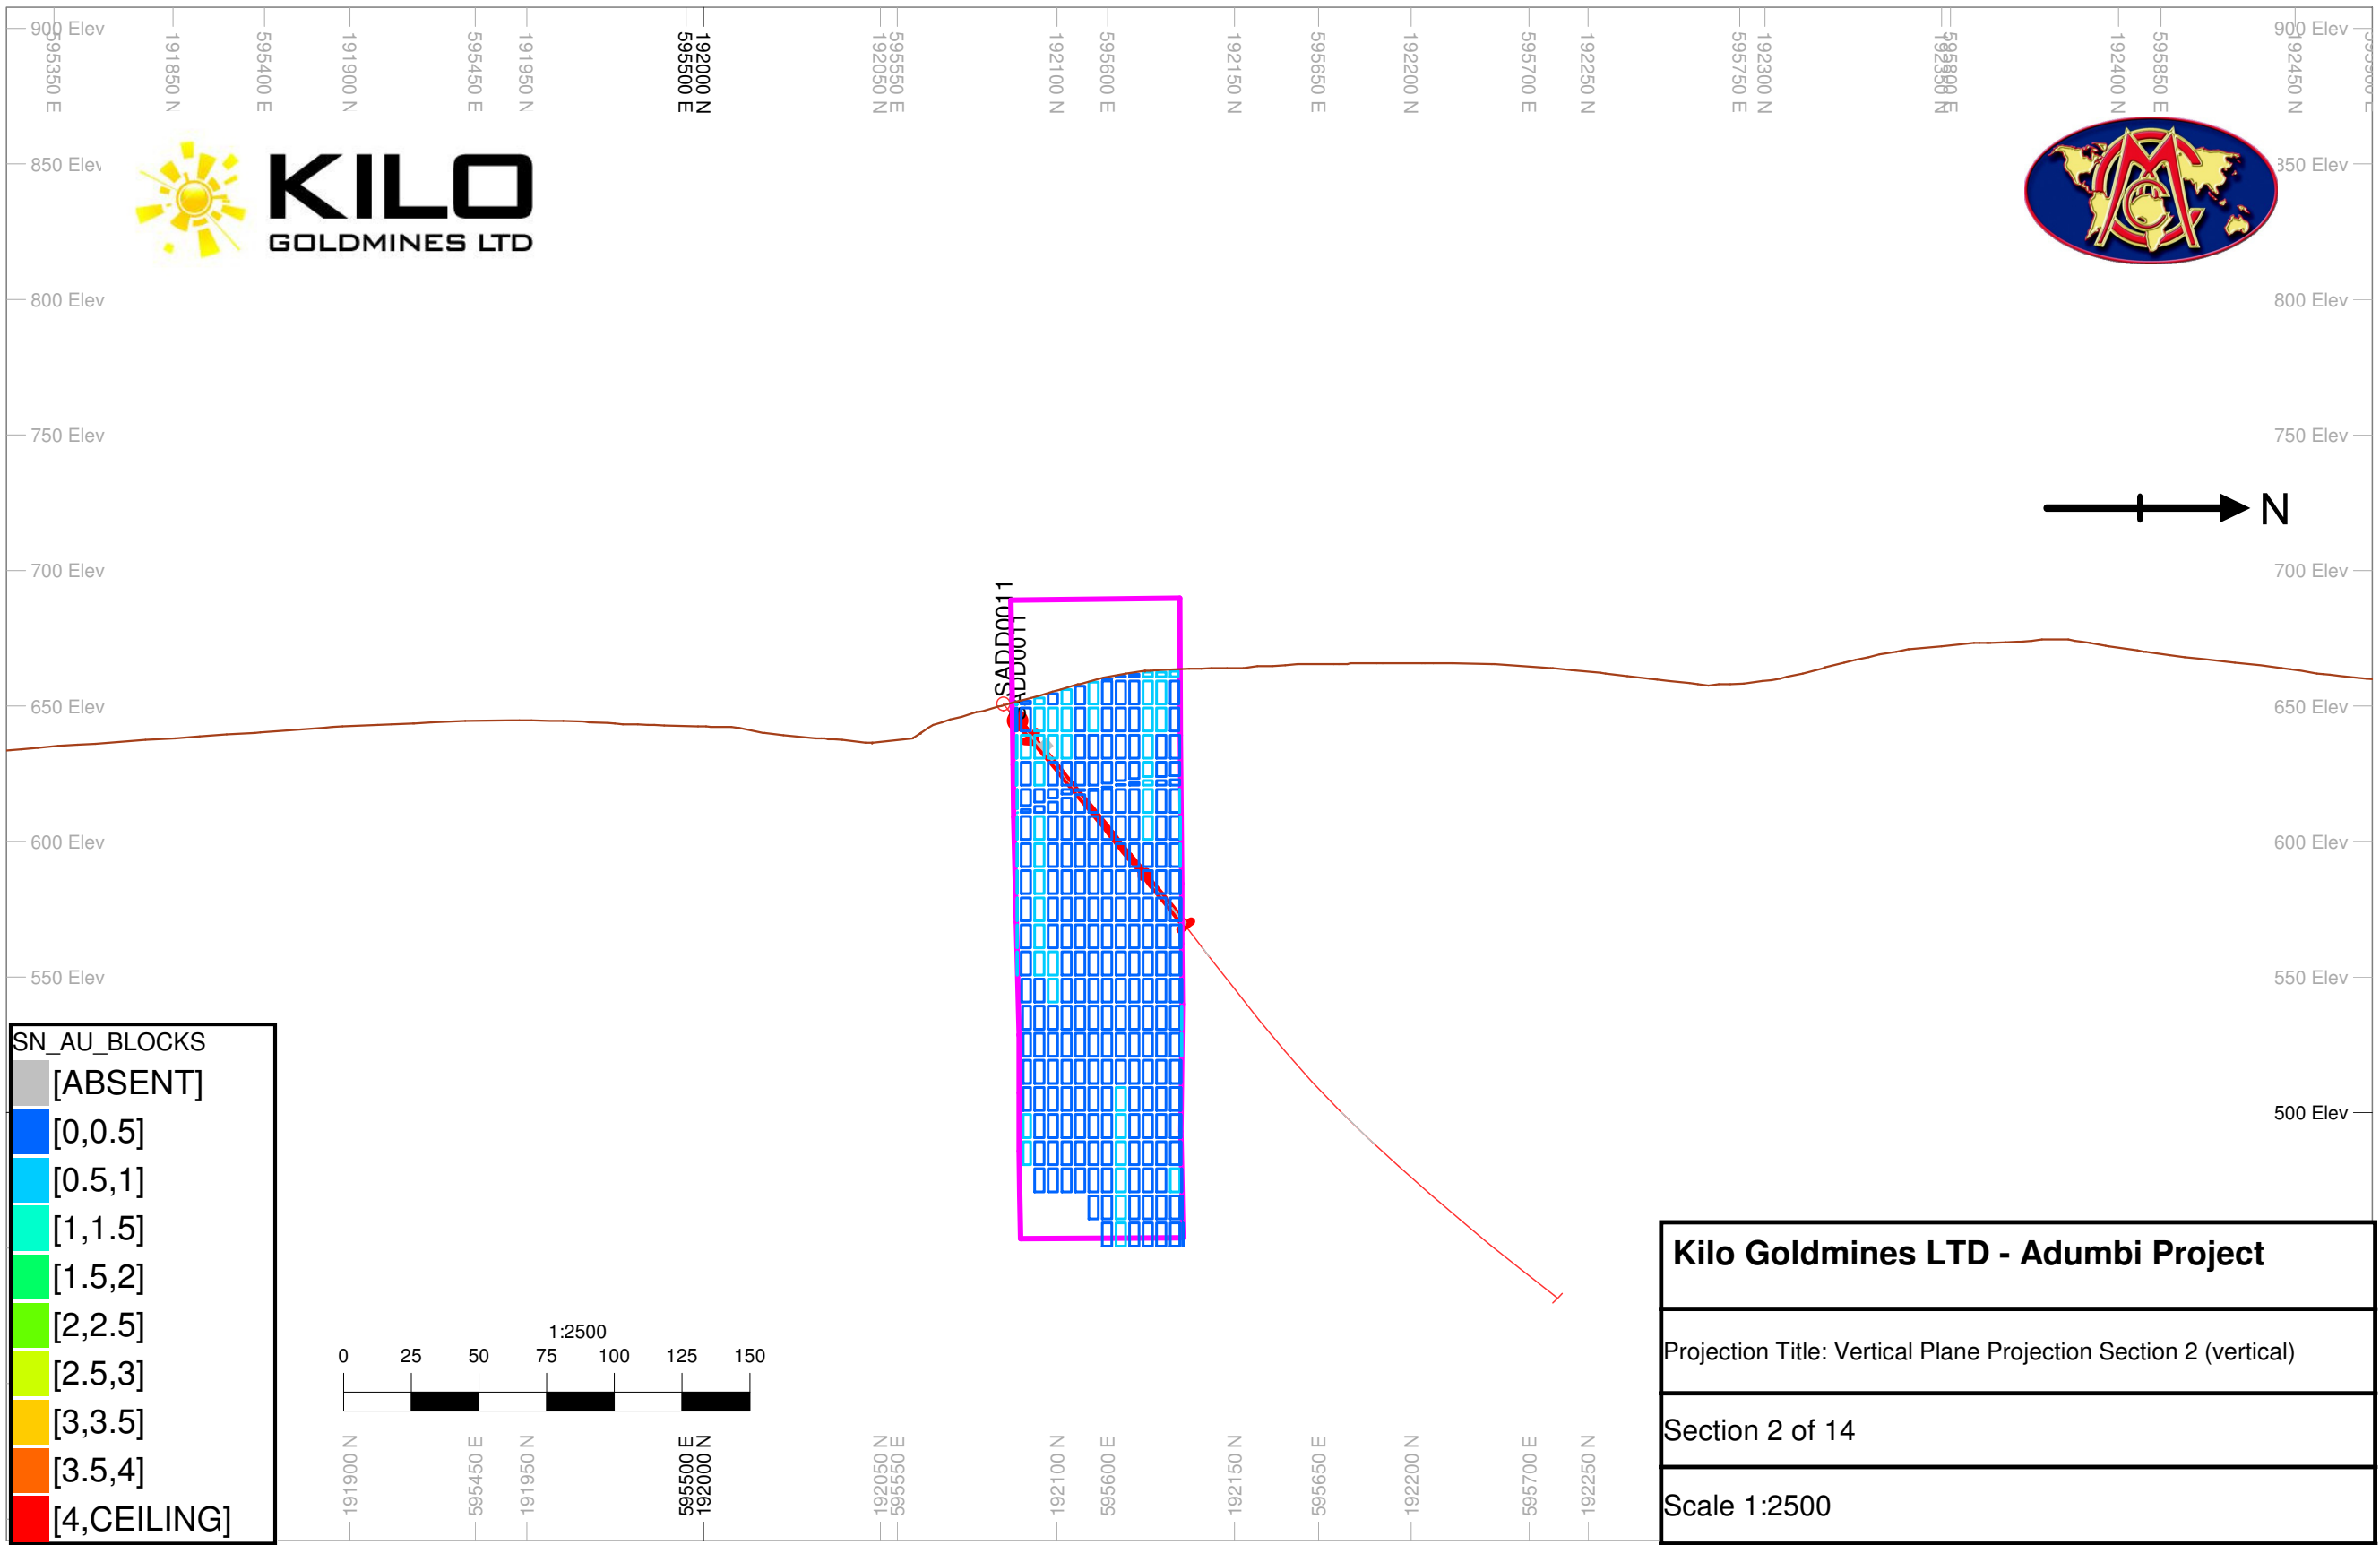 900 Elev
595350 E
191850 N
595400 E
191900 N
595450 E
191950 N
595500 E
192000 N
192050 N
595550 E
192100 N
595600 E
192150 N
595650 E
192200 N
595700 E
192250 N
595750 E
192300 N
595800 E
192400 N
595850 E
192450 N
900 Elev
850 Elev
KILO
GOLDMINES LTD
350 Elev
800 Elev
800 Elev
750 Elev
750 Elev
N
700 Elev
700 Elev
SADD0011
650 Elev
650 Elev
600 Elev
600 Elev
550 Elev
550 Elev
500 Elev
SN_AU_BLOCKS
[ABSENT]
[0,0.5]
[0.5,1]
[1,1.5]
[1.5,2]
[2,2.5]
[2.5,3]
[3,3.5]
[3.5,4]
[4,CEILING]
1:2500
0 25 50 75 100 125 150
191900 N
595450 E
191950 N
595500 E
192000 N
192050 N
595550 E
192100 N
595600 E
192150 N
595650 E
192200 N
595700 E
192250 N
Kilo Goldmines LTD - Adumbi Project
Projection Title: Vertical Plane Projection Section 2 (vertical)
Section 2 of 14
Scale 1:2500